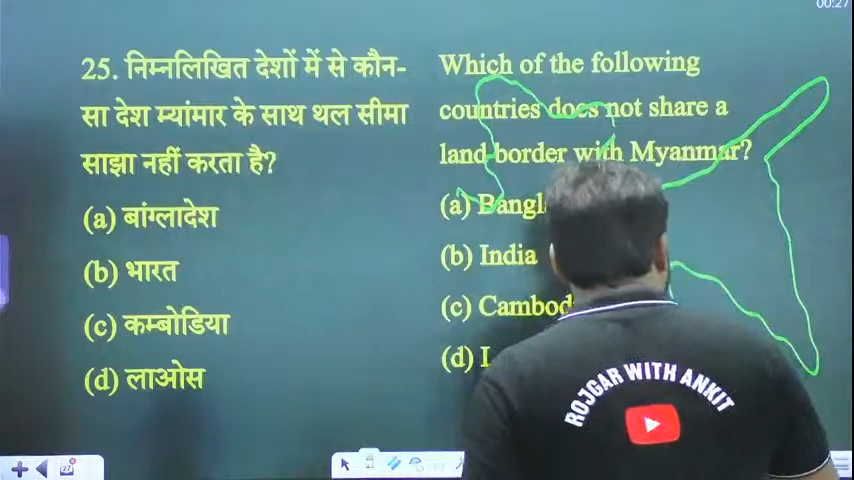 00:27
25. निम्नलिखित देशों में से कौन-
सा देश म्यांमार के साथ थल सीमा
साझा नहीं करता है?
(a) बांग्लादेश
(b) भारत
(c) कम्बोडिया
(d) लाओस
Which of the following
countries does not share a
land border with Myanmar?
(a) Bangl
(b) India
(c) Cambod
(d)
ROJGAR WITH ANKIT
27